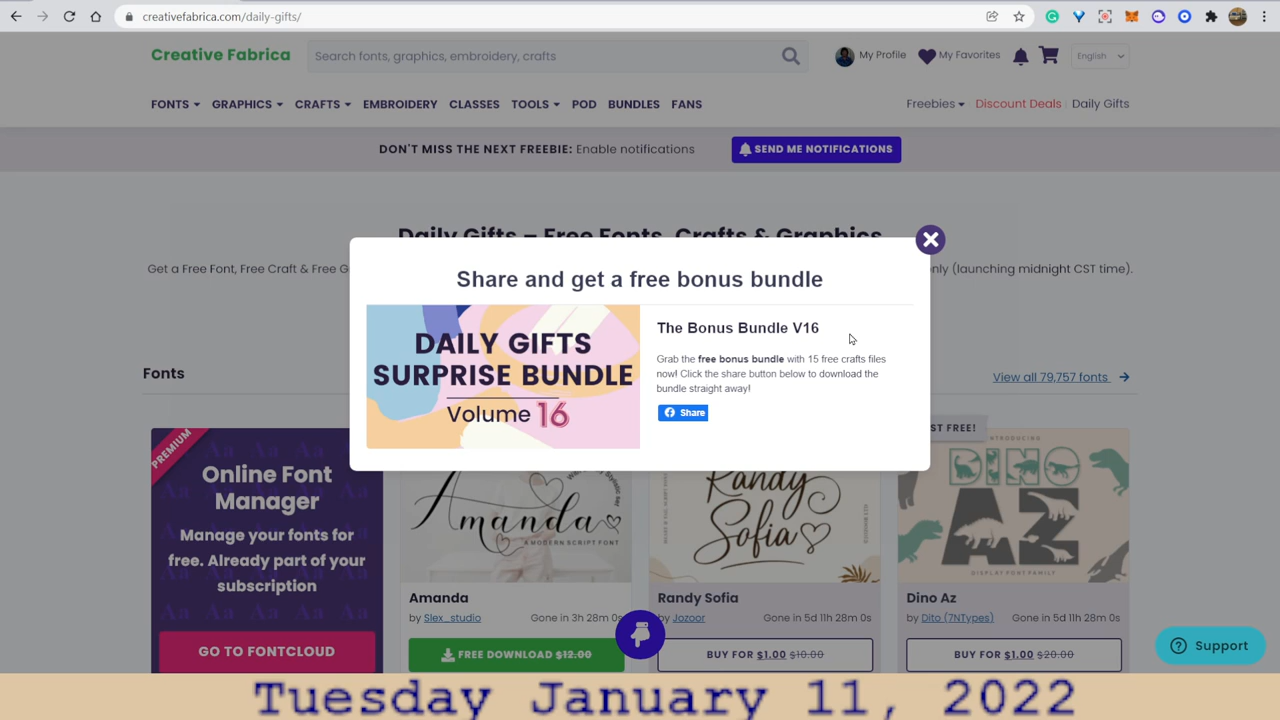 creativefabrica.com/daily-gifts/
Creative Fabrica
Search fonts, graphics, embroidery, crafts
My Profile
My Favorites
English
FONTS
GRAPHICS
CRAFTS
EMBROIDERY
CLASSES
TOOLS
POD
BUNDLES
FANS
Freebies
Discount Deals
Daily Gifts
DON'T MISS THE NEXT FREEBIE: Enable notifications
SEND ME NOTIFICATIONS
Daily Gifts – Free Fonts, Crafts & Graphics
Get a Free Font, Free Craft & Free G
only (launching midnight CST time).
Share and get a free bonus bundle
DAILY GIFTS
SURPRISE BUNDLE
Volume 16
The Bonus Bundle V16
Grab the free bonus bundle with 15 free crafts files
now! Click the share button below to download the
bundle straight away!
Share
Fonts
View all 79,757 fonts
PREMIUM
Online Font
Manager
Manage your fonts for
free. Already part of your
subscription
GO TO FONTCLOUD
Amanda
A MODERN SCRIPT FONT
Amanda
by Slex_studio
Gone in 3h 28m 0s
FREE DOWNLOAD $12.00
Randy
Sofia
Randy Sofia
by Jozoor
Gone in 5d 11h 28m 0s
BUY FOR $1.00 $10.00
ST FREE!
INTRODUCING
DINO
AZ
DISPLAY FONT FAMILY
Dino Az
by Dito (7NTypes)
Gone in 5d 11h 28m 0s
BUY FOR $1.00 $20.00
Support
Tuesday January 11, 2022